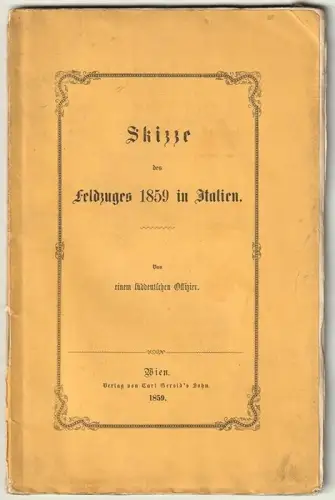 Skizze
des
Feldzuges 1859 in Italien.
Von
einem süddeutschen Offizier.
Wien.
Verlag von Carl Gerold's Sohn.
1859.